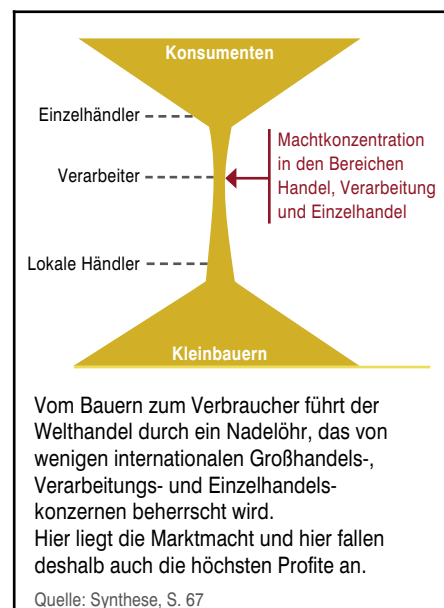 Konsumenten
Einzelhändler
Machtkonzentration
in den Bereichen
Handel, Verarbeitung
und Einzelhandel
Verarbeiter
Lokale Händler
Kleinbauern
Vom Bauern zum Verbraucher führt der
Welthandel durch ein Nadelöhr, das von
wenigen internationalen Großhandels-,
Verarbeitungs- und Einzelhandels-
konzernen beherrscht wird.
Hier liegt die Marktmacht und hier fallen
deshalb auch die höchsten Profite an.
Quelle: Synthese, S. 67